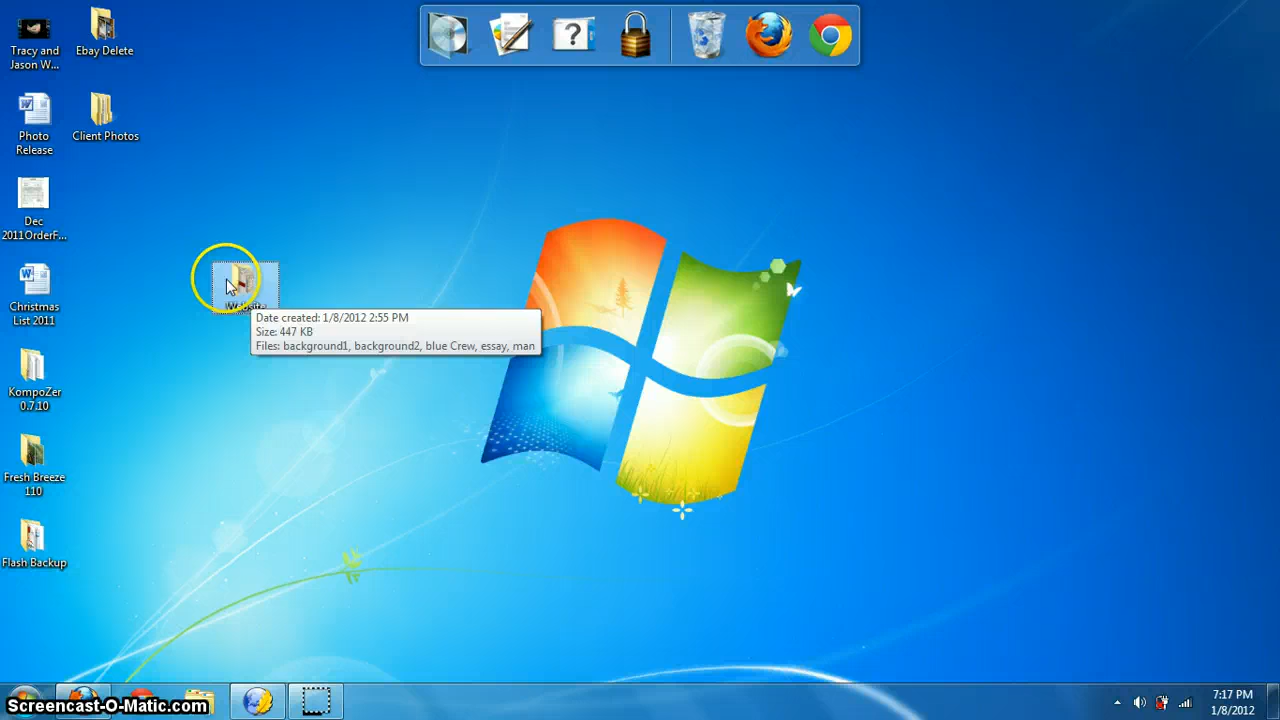 Tracy and
Jason W...
Ebay Delete
Photo
Release
Client Photos
Dec
2011OrderF...
Website
Date created: 1/8/2012 2:55 PM
Size: 447 KB
Files: background1, background2, blue Crew, essay, man
Christmas
List 2011
KompoZer
0.7.10
Fresh Breeze
110
Flash Backup
Screencast-O-Matic.com
7:17 PM
1/8/2012